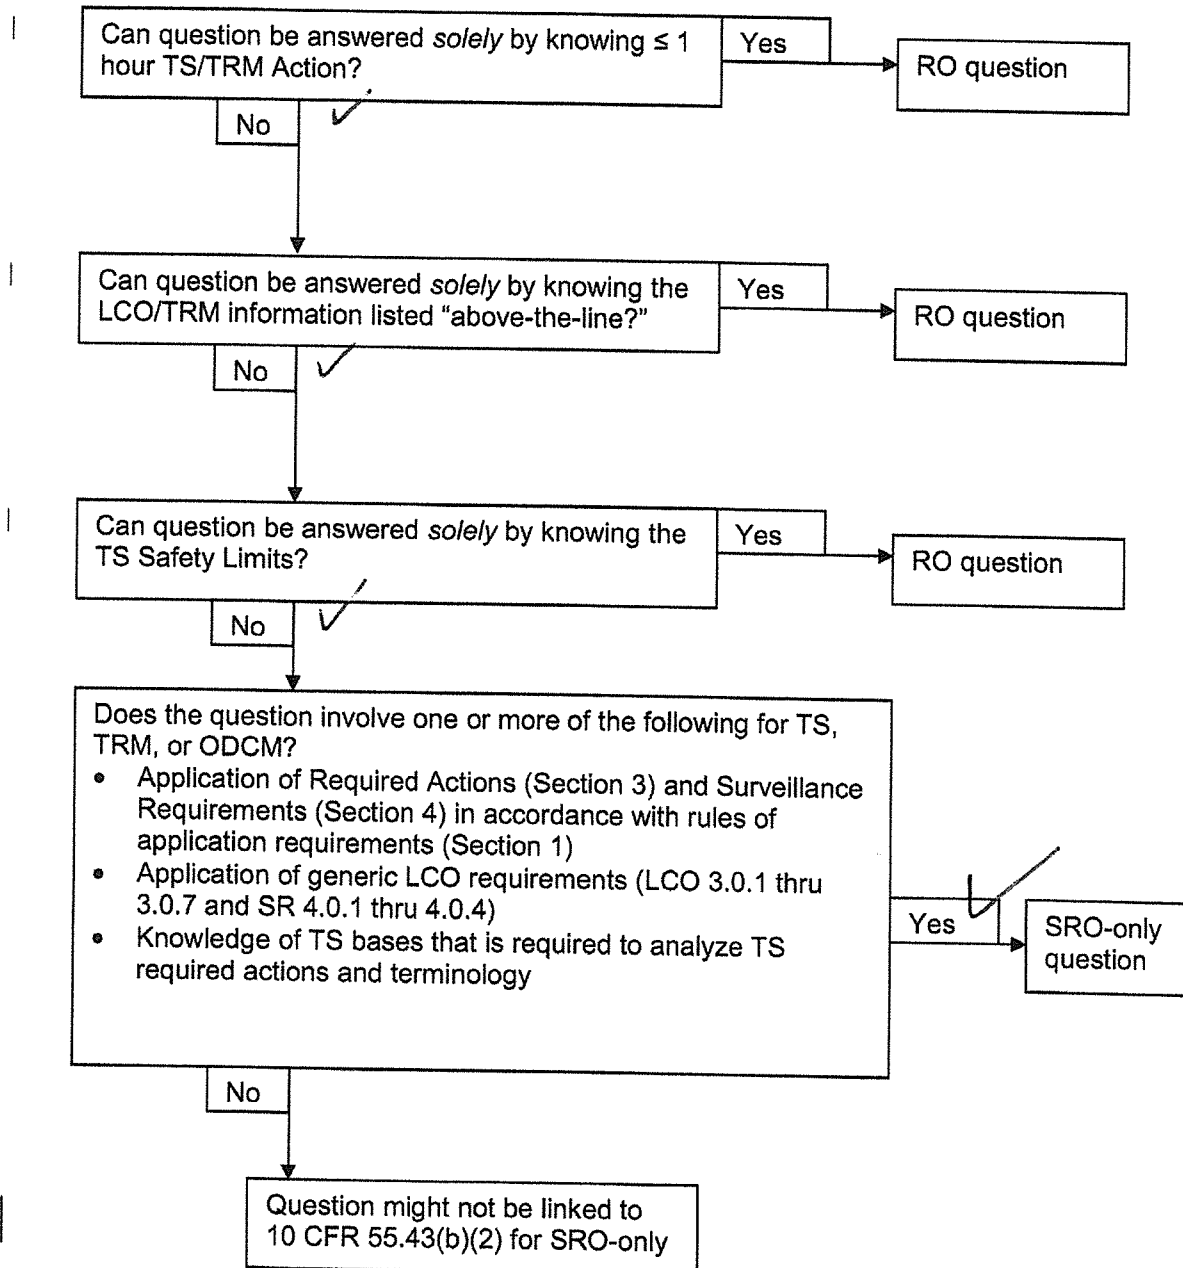 Can question be answered solely by knowing ≤ 1
hour TS/TRM Action?
Yes
RO question
No
Can question be answered solely by knowing the
LCO/TRM information listed “above-the-line?”
Yes
RO question
No
Can question be answered solely by knowing the
TS Safety Limits?
Yes
RO question
No
Does the question involve one or more of the following for TS,
TRM, or ODCM?
• Application of Required Actions (Section 3) and Surveillance
Requirements (Section 4) in accordance with rules of
application requirements (Section 1)
• Application of generic LCO requirements (LCO 3.0.1 thru
3.0.7 and SR 4.0.1 thru 4.0.4)
• Knowledge of TS bases that is required to analyze TS
required actions and terminology
Yes
SRO-only
question
No
Question might not be linked to
10 CFR 55.43(b)(2) for SRO-only